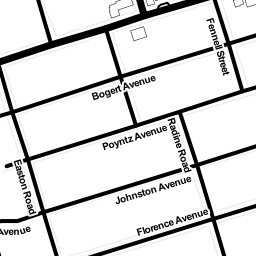 Fennell Street
Bogert Avenue
Poyntz Avenue
Radine Road
Easton Road
Johnston Avenue
Florence Avenue
Avenue